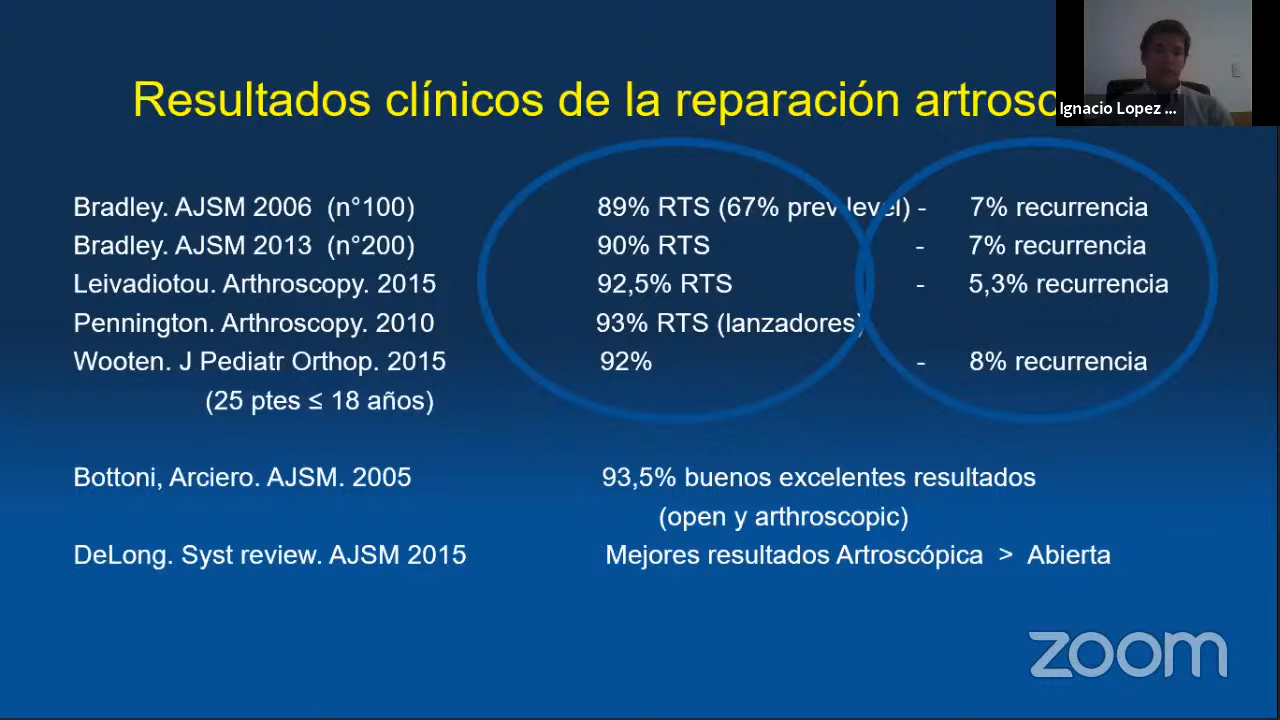 Resultados clínicos de la reparación artrosc
Ignacio Lopez ...
Bradley. AJSM 2006 (n°100) 89% RTS (67% prev level) - 7% recurrencia
Bradley. AJSM 2013 (n°200) 90% RTS - 7% recurrencia
Leivadiotou. Arthroscopy. 2015 92,5% RTS - 5,3% recurrencia
Pennington. Arthroscopy. 2010 93% RTS (lanzadores)
Wooten. J Pediatr Orthop. 2015 92% - 8% recurrencia
(25 ptes ≤ 18 años)
Bottoni, Arciero. AJSM. 2005 93,5% buenos excelentes resultados
(open y arthroscopic)
DeLong. Syst review. AJSM 2015 Mejores resultados Artroscópica > Abierta
zoom